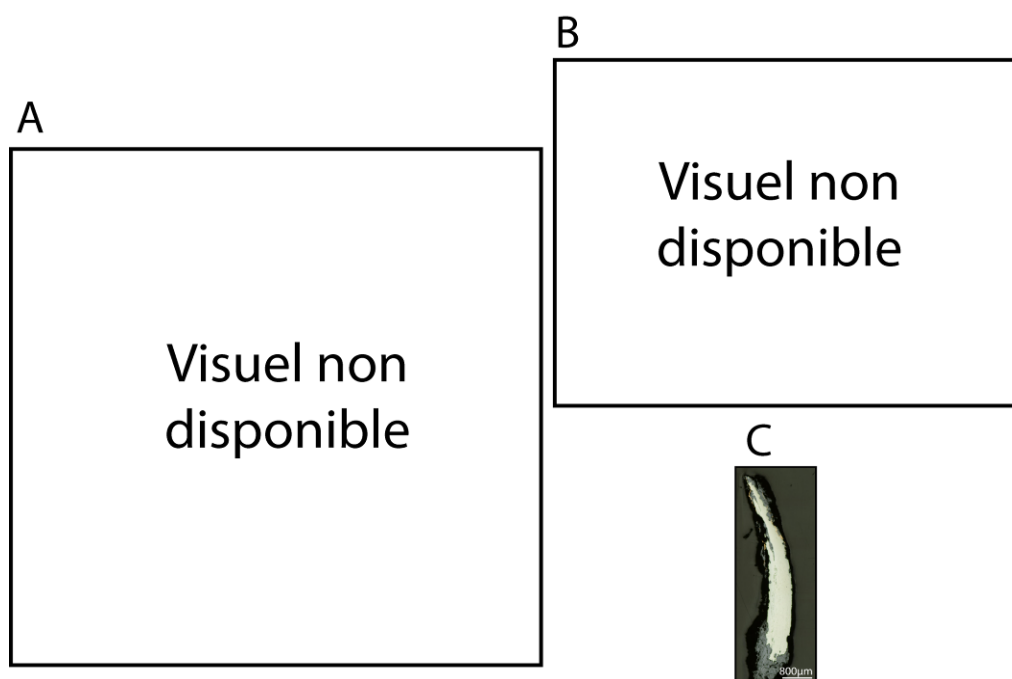 A
Visuel non
disponible
B
Visuel non
disponible
C
800µm